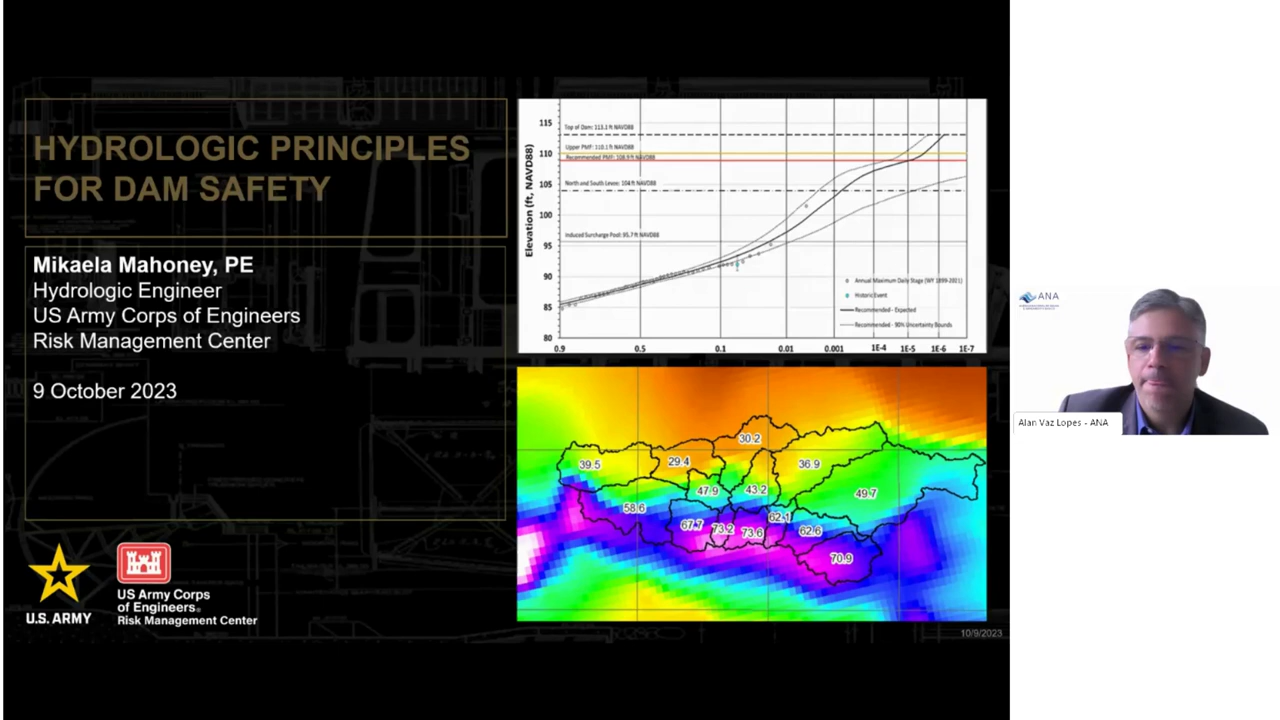 HYDROLOGIC PRINCIPLES
FOR DAM SAFETY
Mikaela Mahoney, PE
Hydrologic Engineer
US Army Corps of Engineers
Risk Management Center
9 October 2023
U.S. ARMY
US Army Corps
of Engineers®
Risk Management Center
Elevation (ft, NAVD88)
115
110
105
100
95
90
85
80
Top of Dam: 113.1 ft NAVD88
Upper PMF: 110.1 ft NAVD88
Recommended PMF: 108.9 ft NAVD88
North and South Levee: 104 ft NAVD88
Induced Surcharge Pool: 95.7 ft NAVD88
Annual Maximum Daily Stage (WY 1899-2021)
Historic Event
Recommended - Expected
Recommended - 90% Uncertainty Bounds
0.9 0.5 0.1 0.01 0.001 1E-4 1E-5 1E-6 1E-7
30.2
39.5 29.4 36.9
47.9 43.2 49.7
58.6 62.1
67.7 73.2 73.6 62.6
70.9
10/9/2023
ANA
Alan Vaz Lopes - ANA